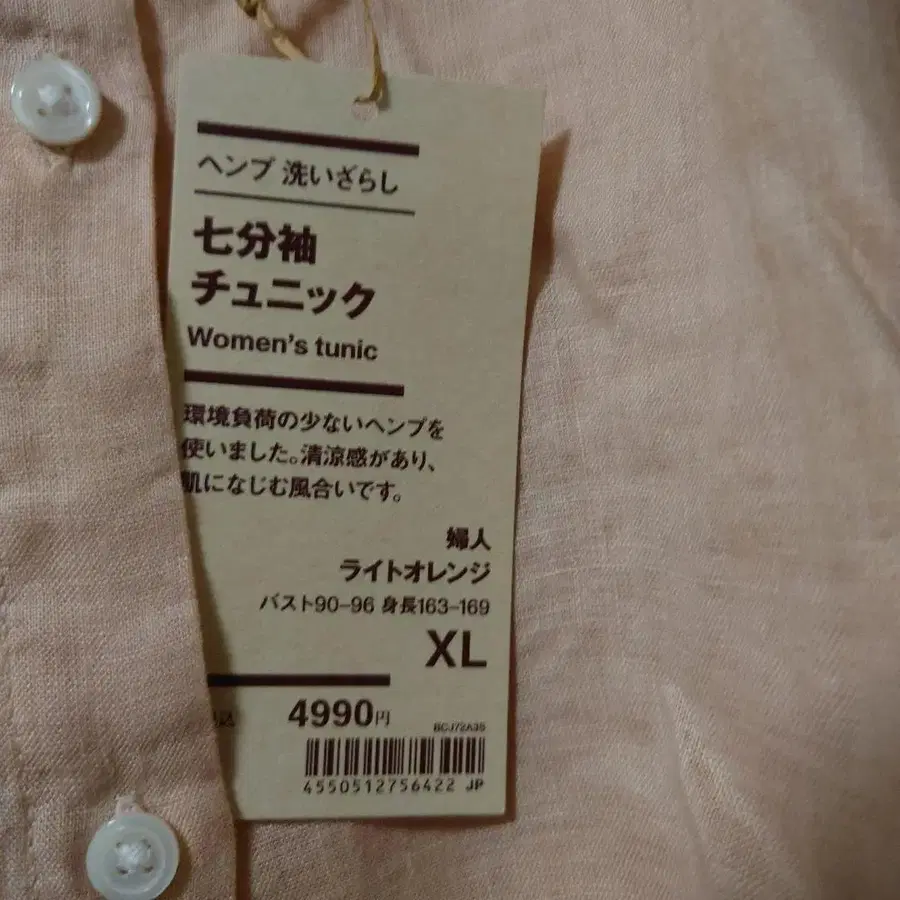 ヘンプ 洗いざらし
七分袖
チュニック
Women's tunic
環境負荷の少ないヘンプを
使いました。清涼感があり、
肌になじむ風合いです。
婦人
ライトオレンジ
バスト90-96 身長163-169
XL
4990円
BCJ72A3S
4550512756422 JP